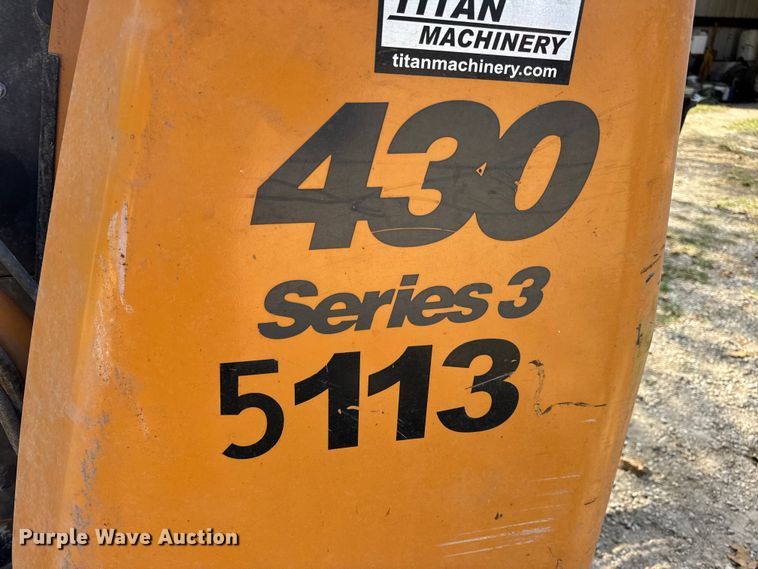 TITAN
MACHINERY
titanmachinery.com
430
Series 3
5113
Purple Wave Auction